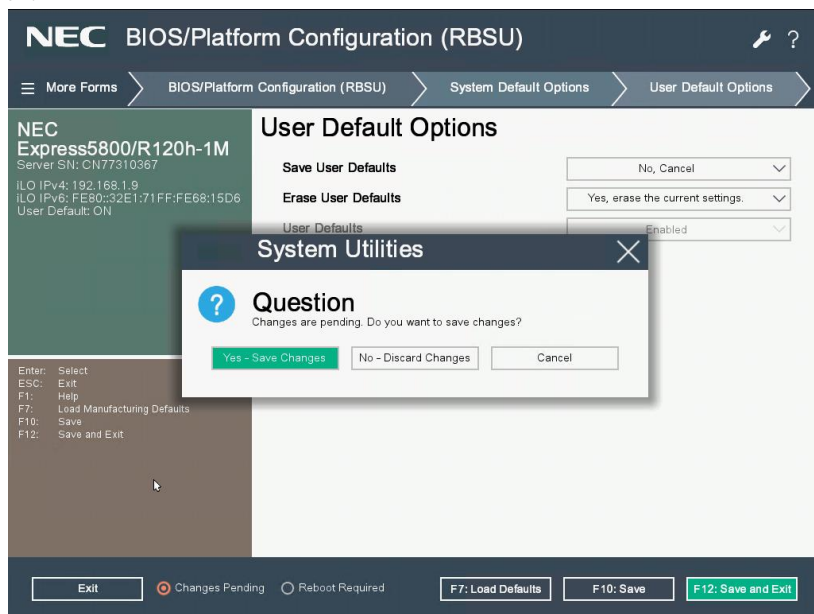 NEC BIOS/Platform Configuration (RBSU)
?
More Forms
BIOS/Platform Configuration (RBSU)
System Default Options
User Default Options
NEC
Express5800/R120h-1M
Server SN: CN77310367
iLO IPv4: 192.168.1.9
iLO IPv6: FE80::32E1:71FF:FE68:15D6
User Default: ON
User Default Options
Save User Defaults
No, Cancel
Erase User Defaults
Yes, erase the current settings.
User Defaults
Enabled
System Utilities
?
Question
Changes are pending. Do you want to save changes?
Yes - Save Changes
No - Discard Changes
Cancel
Enter: Select
ESC: Exit
F1: Help
F7: Load Manufacturing Defaults
F10: Save
F12: Save and Exit
Exit
Changes Pending
Reboot Required
F7: Load Defaults
F10: Save
F12: Save and Exit